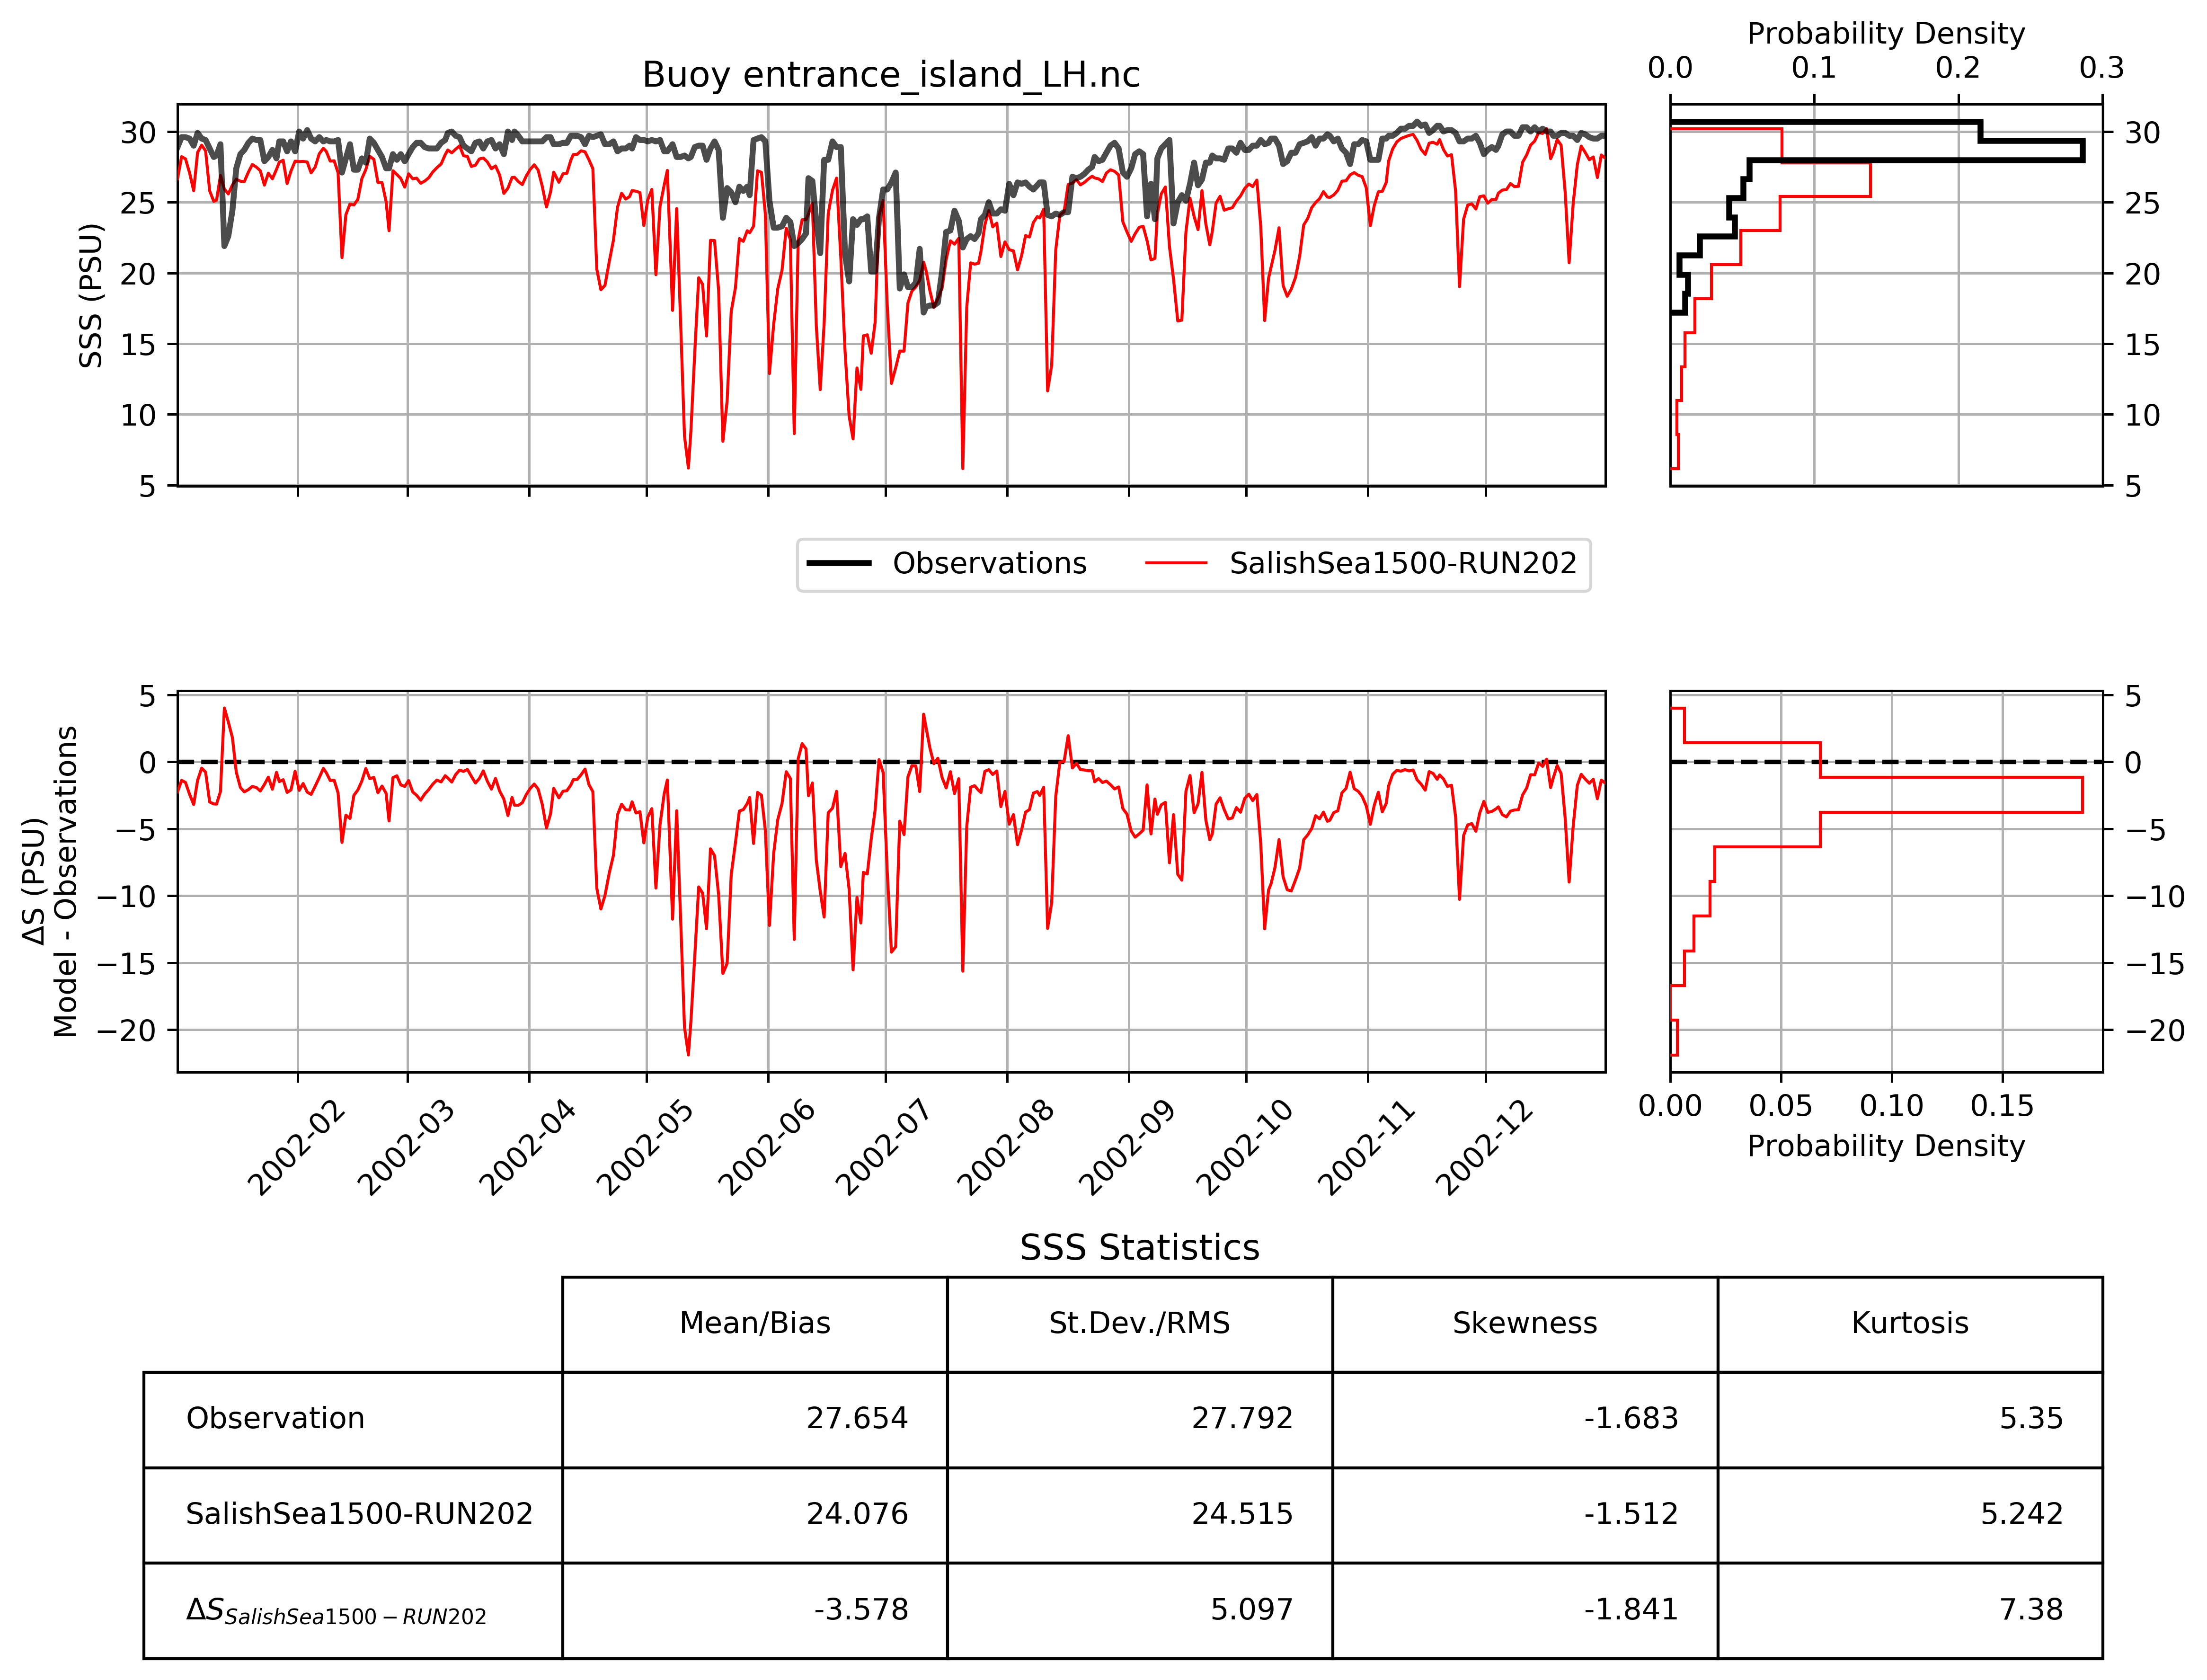 Probability Density
0.0 0.1 0.2 0.3
Buoy entrance_island_LH.nc
SSS (PSU)
30
25
20
15
10
5
30
25
20
15
10
5
Observations SalishSea1500-RUN202
ΔS (PSU)
Model - Observations
5
0
−5
−10
−15
−20
5
0
−5
−10
−15
−20
2002-02 2002-03 2002-04 2002-05 2002-06 2002-07 2002-08 2002-09 2002-10 2002-11 2002-12
0.00 0.05 0.10 0.15
Probability Density
SSS Statistics
Mean/Bias St.Dev./RMS Skewness Kurtosis
Observation 27.654 27.792 -1.683 5.35
SalishSea1500-RUN202 24.076 24.515 -1.512 5.242
ΔS SalishSea1500−RUN202 -3.578 5.097 -1.841 7.38